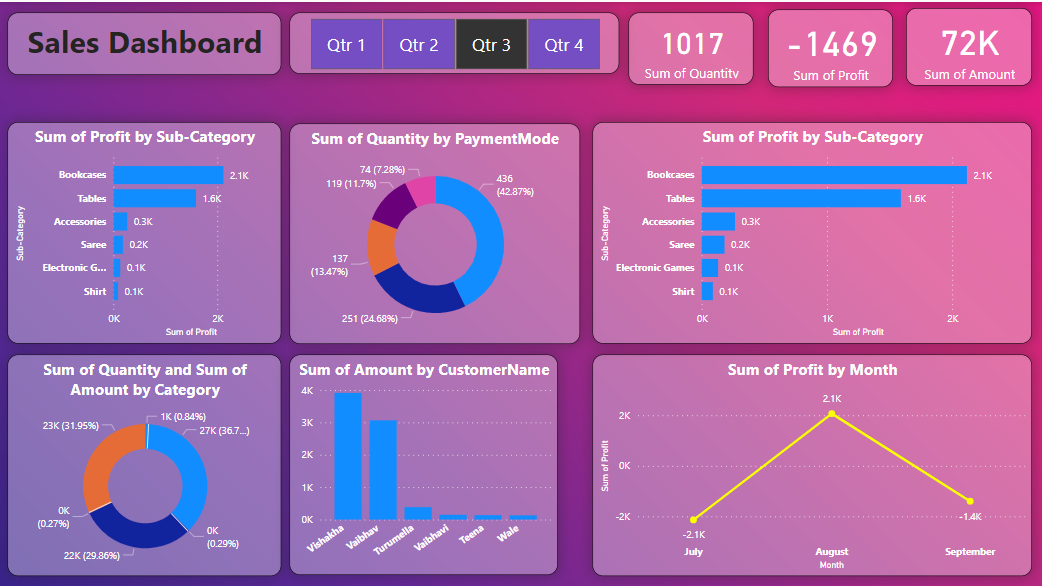 Sales Dashboard
Qtr 1
Qtr 2
Qtr 3
Qtr 4
1017
Sum of Quantity
-1469
Sum of Profit
72K
Sum of Amount
Sum of Profit by Sub-Category
Sub-Category
Bookcases
2.1K
Tables
1.6K
Accessories
0.3K
Saree
0.2K
Electronic G...
0.1K
Shirt
0.1K
0K
2K
Sum of Profit
Sum of Quantity by PaymentMode
74 (7.28%)
119 (11.7%)
436
(42.87%)
137
(13.47%)
251 (24.68%)
Sum of Profit by Sub-Category
Sub-Category
Bookcases
2.1K
Tables
1.6K
Accessories
0.3K
Saree
0.2K
Electronic Games
0.1K
Shirt
0.1K
0K
1K
2K
Sum of Profit
Sum of Quantity and Sum of
Amount by Category
1K (0.84%)
23K (31.95%)
27K (36.7...)
0K
(0.27%)
0K
(0.29%)
22K (29.86%)
Sum of Amount by CustomerName
4K
3K
2K
1K
0K
Vishakha
Vaibhav
Turumella
Vaibhavi
Teena
Wale
Sum of Profit by Month
Sum of Profit
2K
0K
-2K
2.1K
-2.1K
-1.4K
July
August
September
Month